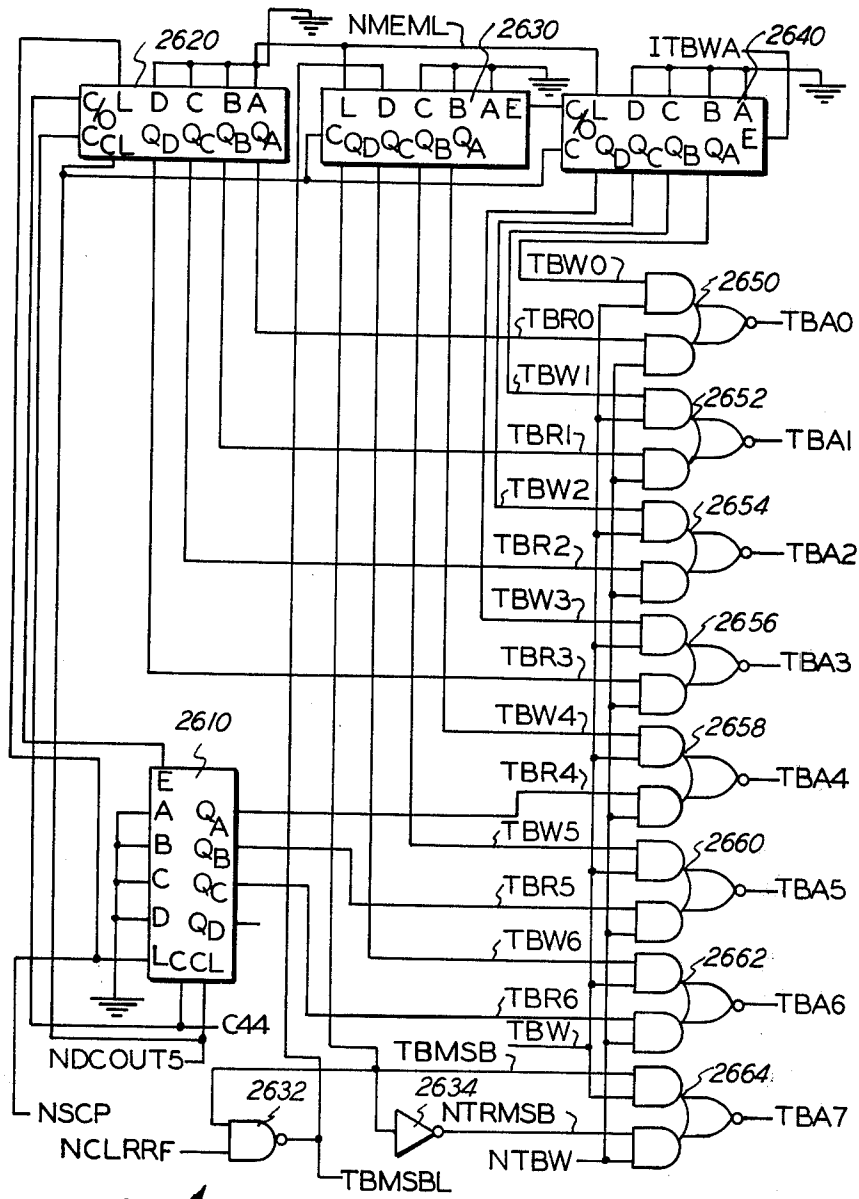 NMEML
2620
2630
ITBWA
2640
C/O L D C B A
C CL QD QC QB QA
L D C B A E
C QD QC QB QA
C/O L D C B A
C QD QC QB QA E
TBW0
2650
TBR0
TBA0
TBW1
2652
TBR1
TBA1
TBW2
2654
TBR2
TBA2
TBW3
2656
TBR3
TBA3
2610
TBW4
2658
E
TBR4
TBA4
A QA
B QB
TBW5
2660
C QC
TBR5
TBA5
D QD
TBW6
2662
L C CL
TBR6
TBA6
C44
TBW
NDCOUT5
TBMSB
2664
2632
2634
NSCP
NTRMSB
TBA7
NCLRRF
NTBW
TBMSBL